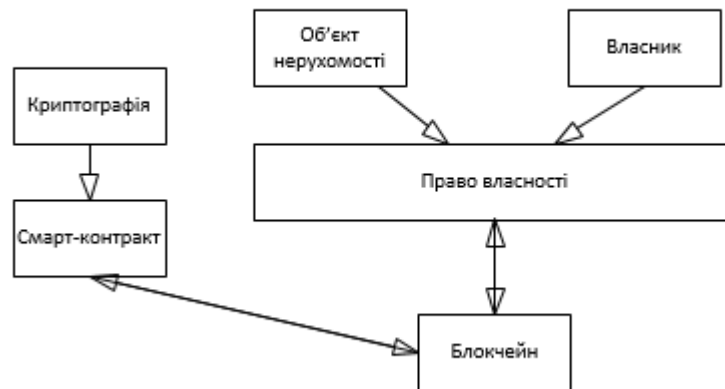 Об’єкт
нерухомості
Власник
Криптографія
Право власності
Смарт-контракт
Блокчейн